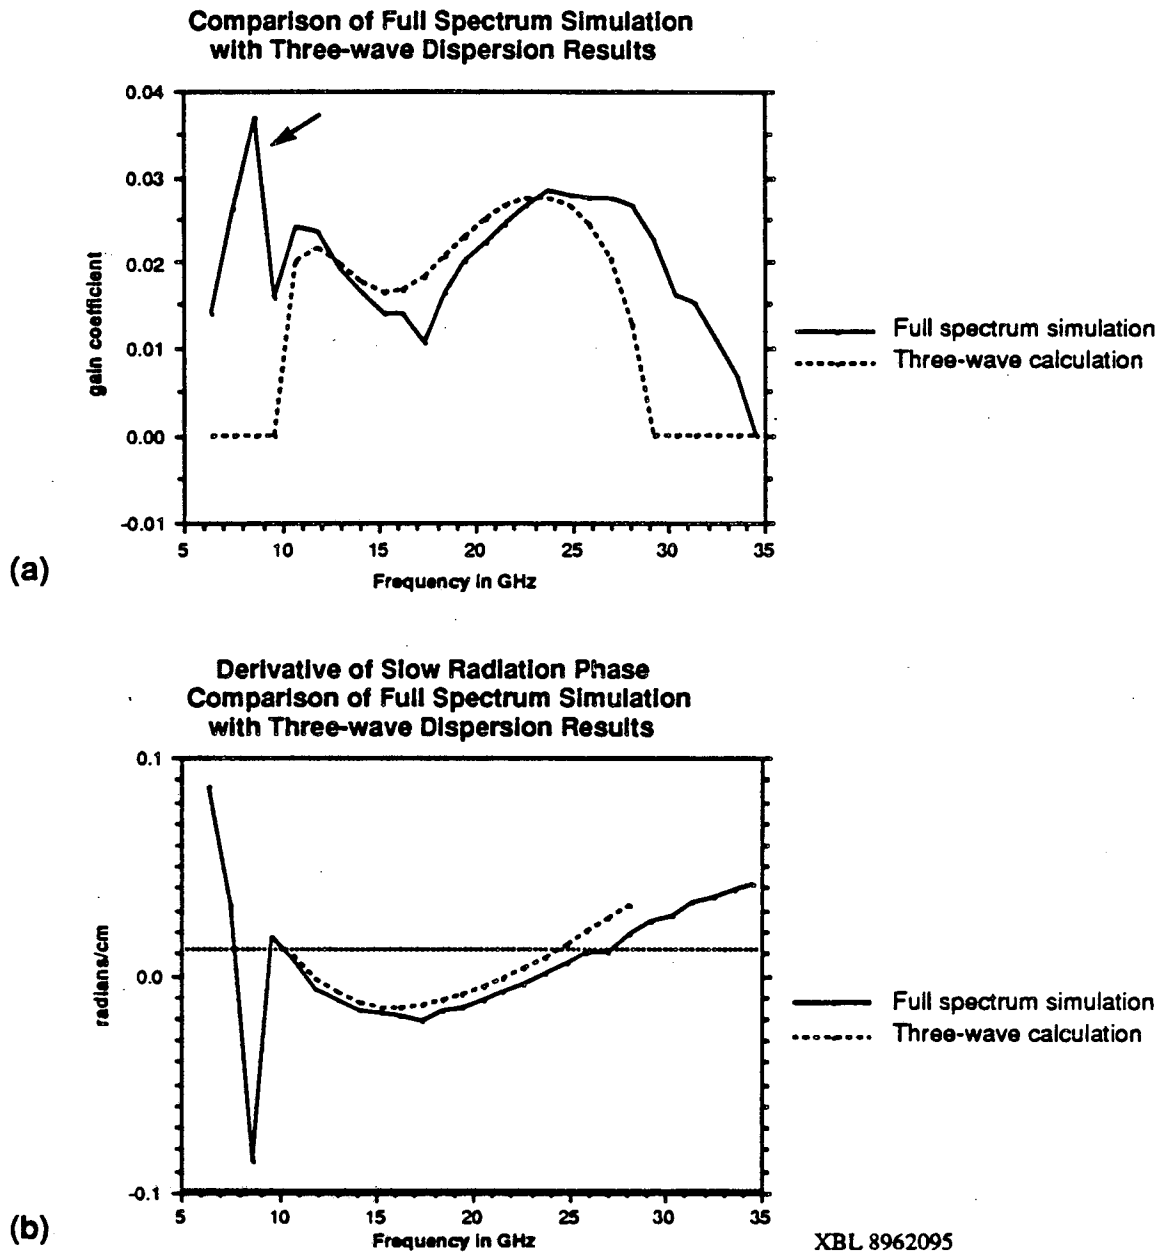 Comparison of Full Spectrum Simulation
with Three-wave Dispersion Results
0.04
0.03
0.02
0.01
0.00
-0.01
gain coefficient
5 10 15 20 25 30 35
Frequency in GHz
Full spectrum simulation
Three-wave calculation
(a)
Derivative of Slow Radiation Phase
Comparison of Full Spectrum Simulation
with Three-wave Dispersion Results
0.1
0.0
-0.1
radians/cm
5 10 15 20 25 30 35
Frequency in GHz
Full spectrum simulation
Three-wave calculation
(b)
XBL 8962095